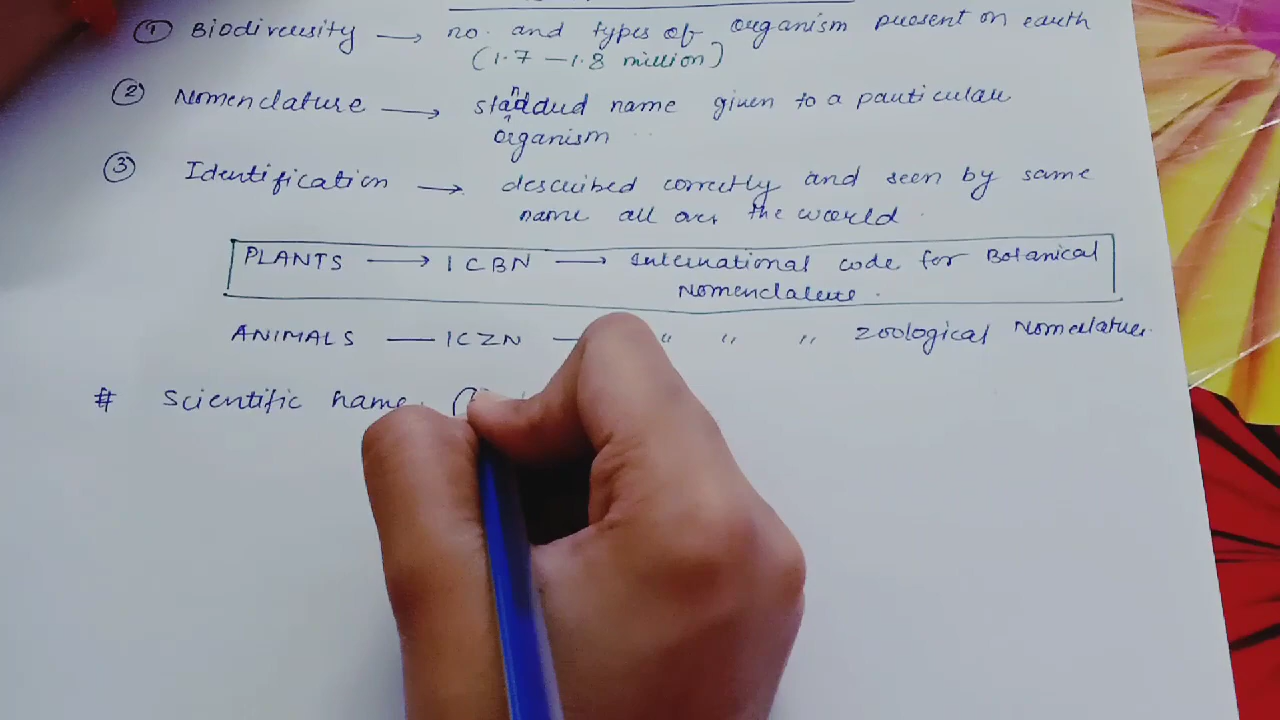 ① Biodiversity → no. and types of organism present on earth
(1.7 – 1.8 million)
② Nomenclature → standdard name given to a particular
organism
③ Identification → described correctly and seen by same
name all over the world
PLANTS → ICBN → International code for Botanical
Nomenclature.
ANIMALS — ICZN — " " " Zoological Nomenclature.
# Scientific name